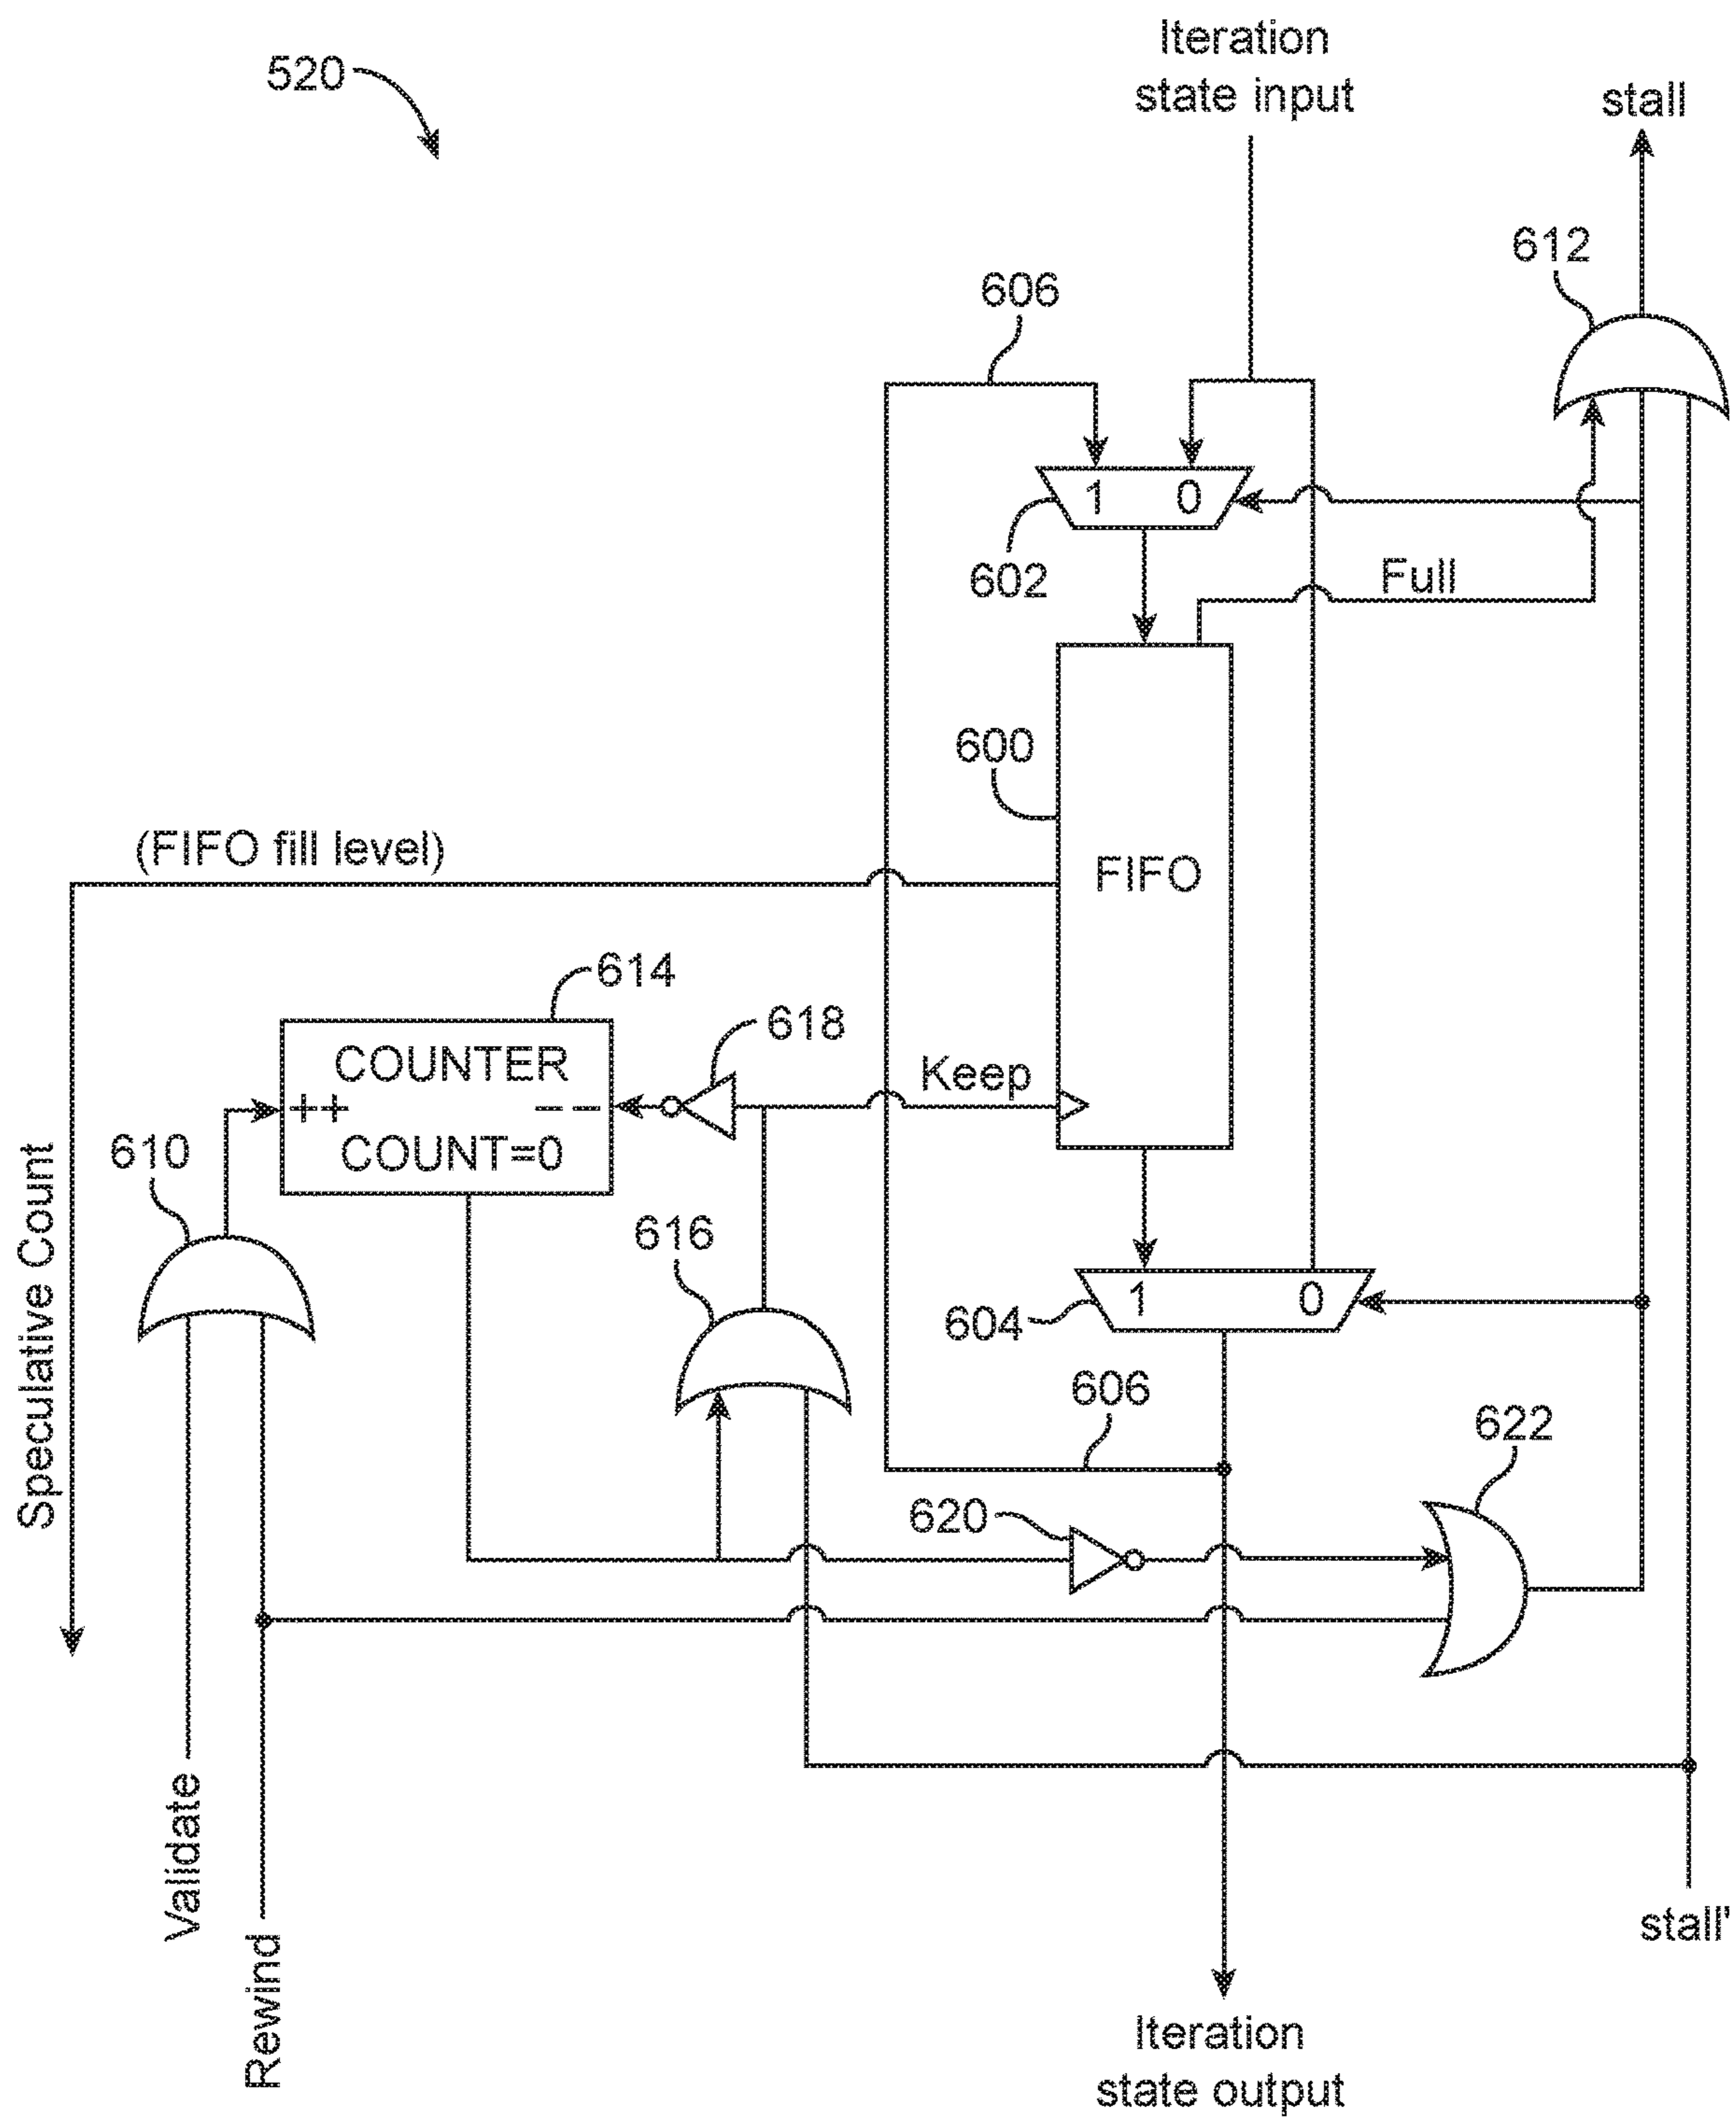 Iteration
state input
520
stall
612
606
1 0
602
Full
600
(FIFO fill level)
FIFO
614
618
COUNTER
Keep
++ --
COUNT=0
610
616
1 0
604
Speculative Count
606
622
620
Validate
Rewind
stall'
Iteration
state output